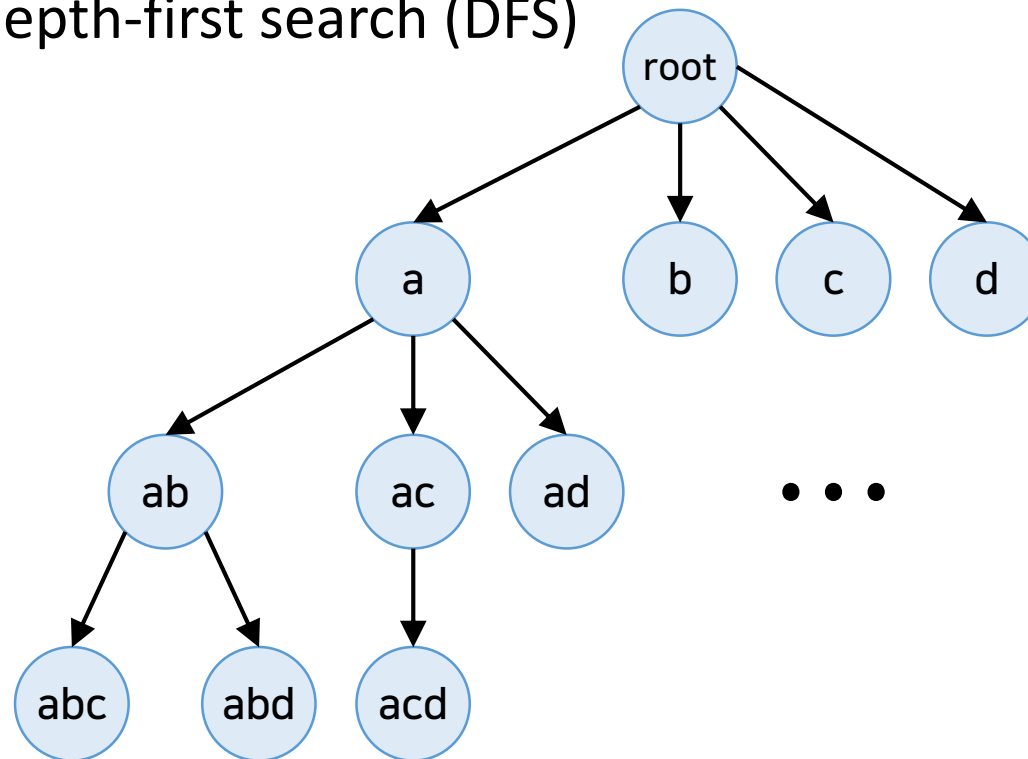 epth-first search (DFS)
root
a
b
c
d
ab
ac
ad
• • •
abc
abd
acd